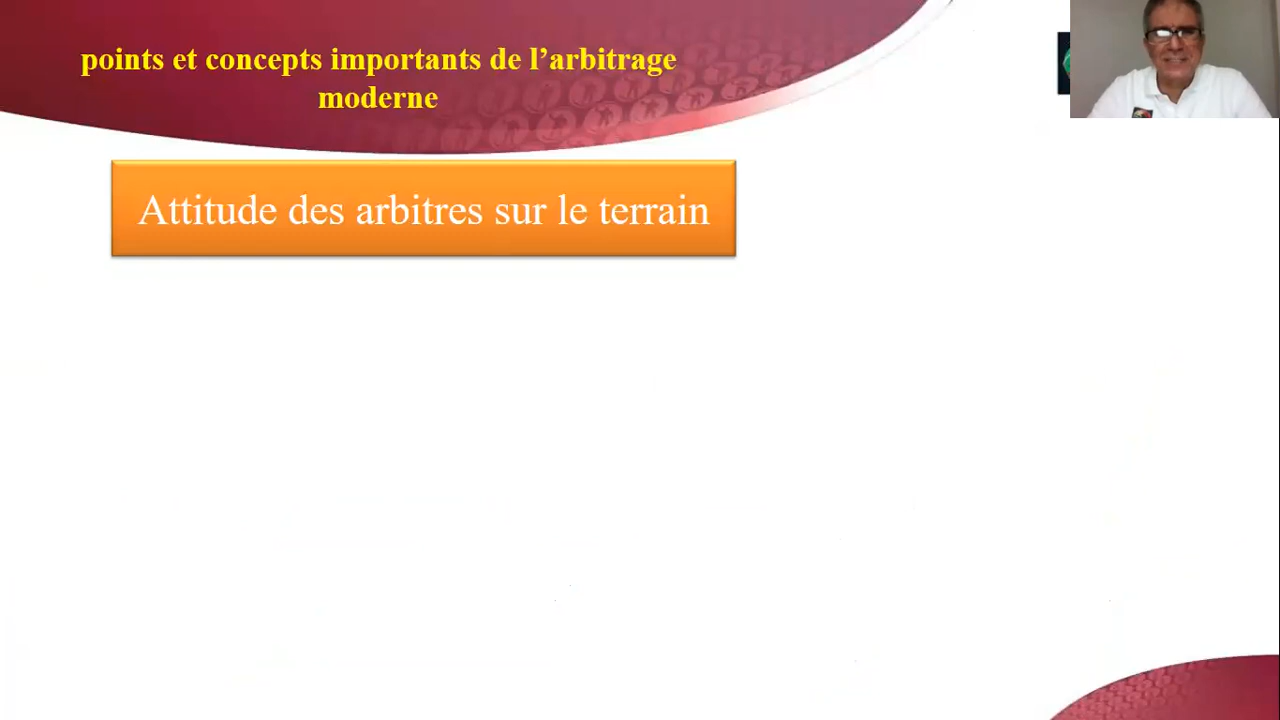 points et concepts importants de l’arbitrage
moderne
Attitude des arbitres sur le terrain